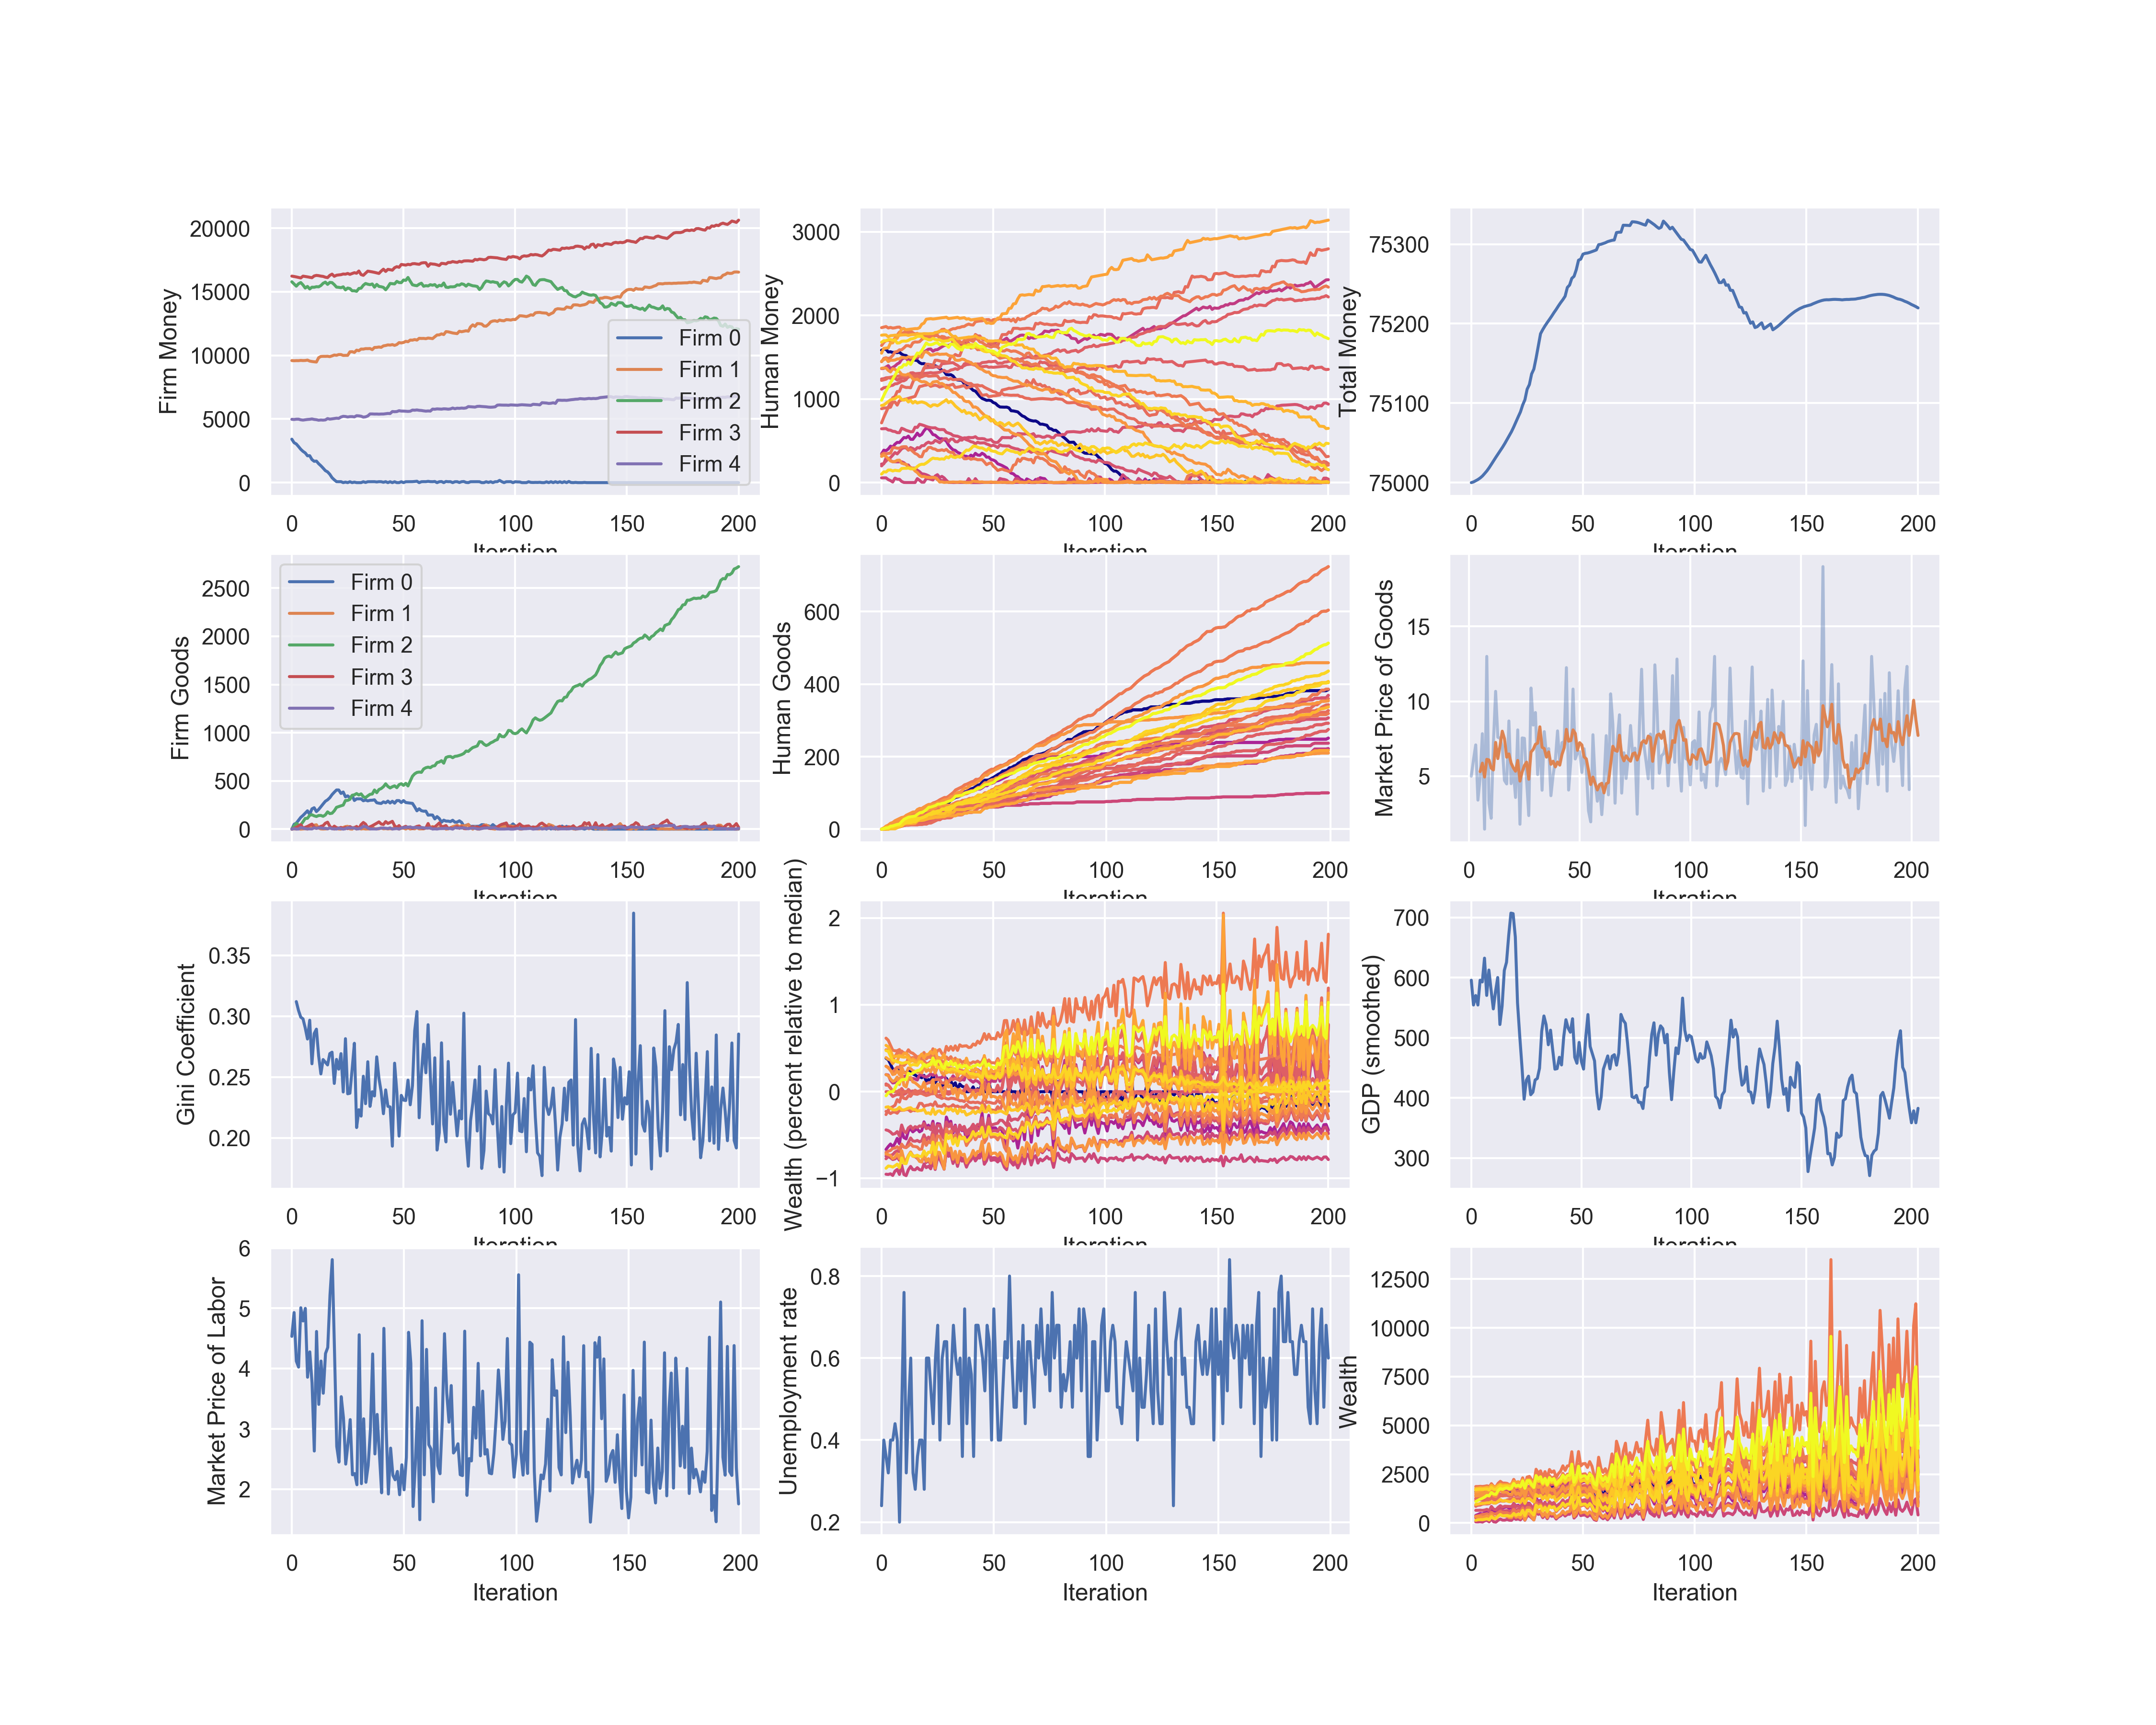 Firm Money
20000
15000
10000
5000
0
0 50 100 150 200
Iteration
Firm 0
Firm 1
Firm 2
Firm 3
Firm 4
Human Money
3000
2000
1000
0
0 50 100 150 200
Iteration
Total Money
75300
75200
75100
75000
0 50 100 150 200
Iteration
Firm Goods
2500
2000
1500
1000
500
0
0 50 100 150 200
Iteration
Firm 0
Firm 1
Firm 2
Firm 3
Firm 4
Human Goods
600
400
200
0
0 50 100 150 200
Iteration
Market Price of Goods
15
10
5
0 50 100 150 200
Iteration
Gini Coefficient
0.35
0.30
0.25
0.20
0 50 100 150 200
Iteration
Wealth (percent relative to median)
2
1
0
−1
0 50 100 150 200
Iteration
GDP (smoothed)
700
600
500
400
300
0 50 100 150 200
Iteration
Market Price of Labor
6
5
4
3
2
0 50 100 150 200
Iteration
Unemployment rate
0.8
0.6
0.4
0.2
0 50 100 150 200
Iteration
Wealth
12500
10000
7500
5000
2500
0
0 50 100 150 200
Iteration